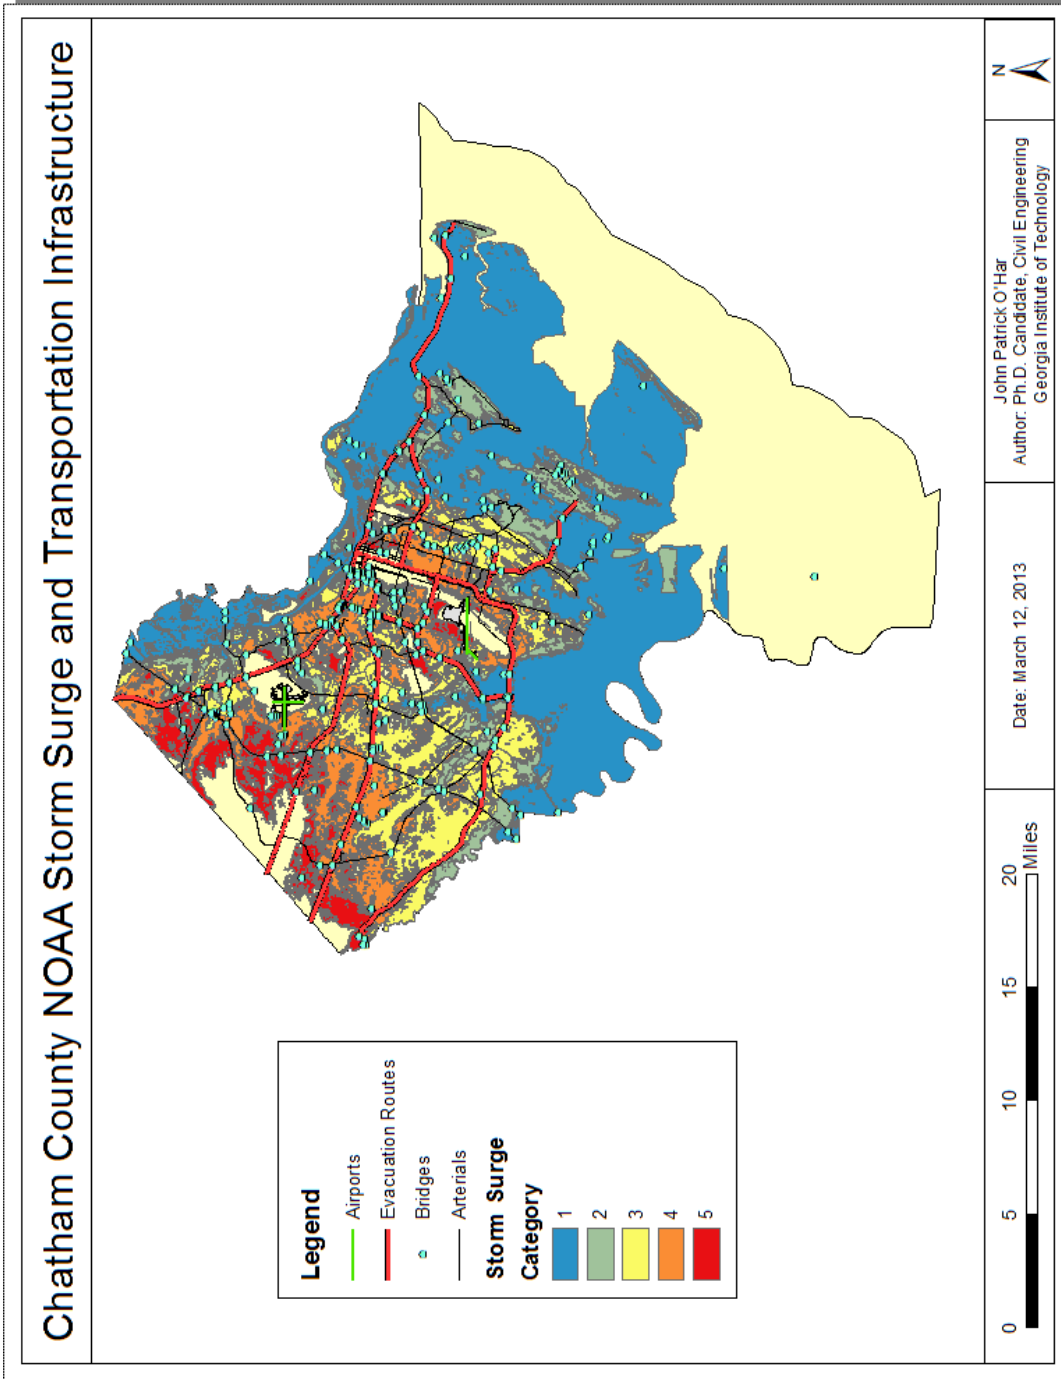 Chatham County NOAA Storm Surge and Transportation Infrastructure
Legend
Airports
Evacuation Routes
Bridges
Arterials
Storm Surge
Category
1
2
3
4
5
0 5 10 15 20
Miles
Date: March 12, 2013
John Patrick O'Har
Author: Ph.D. Candidate, Civil Engineering
Georgia Institute of Technology
N